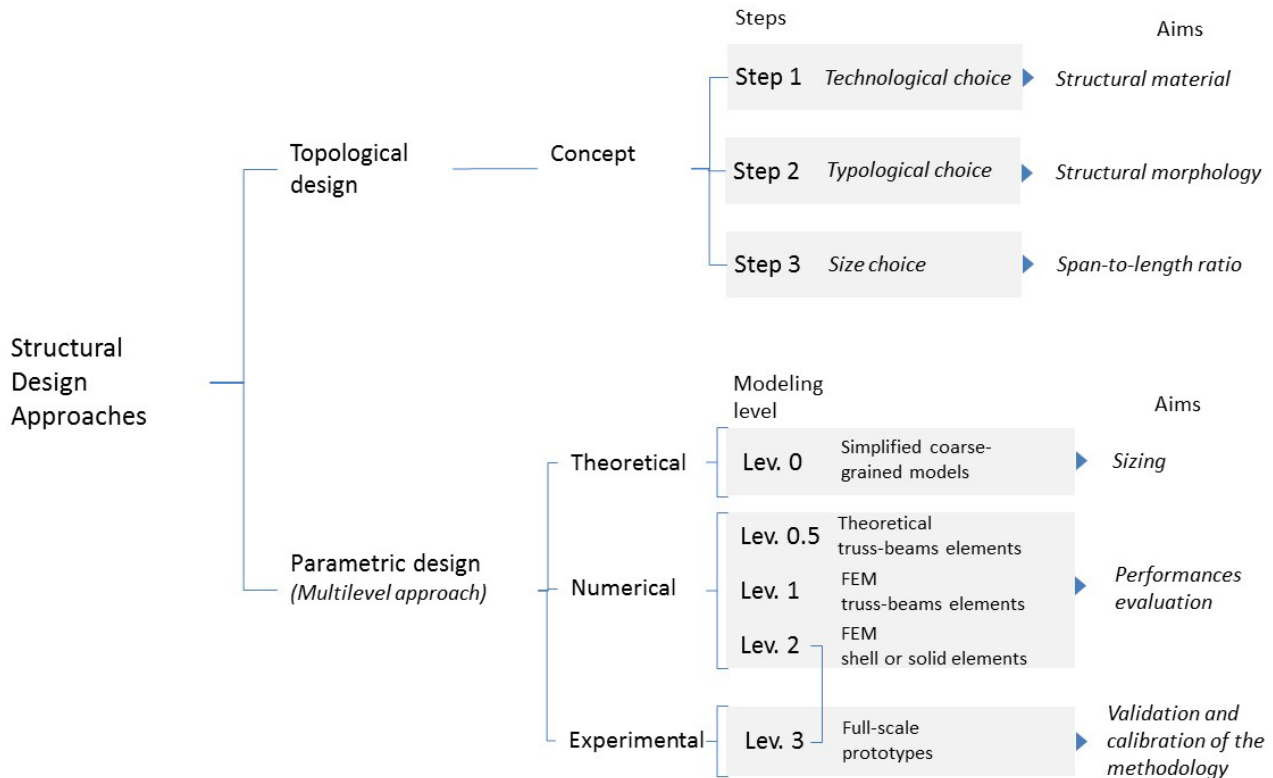 Structural
Design
Approaches
Topological
design
Concept
Steps
Aims
Step 1 Technological choice Structural material
Step 2 Typological choice Structural morphology
Step 3 Size choice Span-to-length ratio
Parametric design
(Multilevel approach)
Modeling
level
Aims
Theoretical
Lev. 0 Simplified coarse-
grained models
Sizing
Numerical
Lev. 0.5 Theoretical
truss-beams elements
Lev. 1 FEM
truss-beams elements
Lev. 2 FEM
shell or solid elements
Performances
evaluation
Experimental
Lev. 3 Full-scale
prototypes
Validation and
calibration of the
methodology